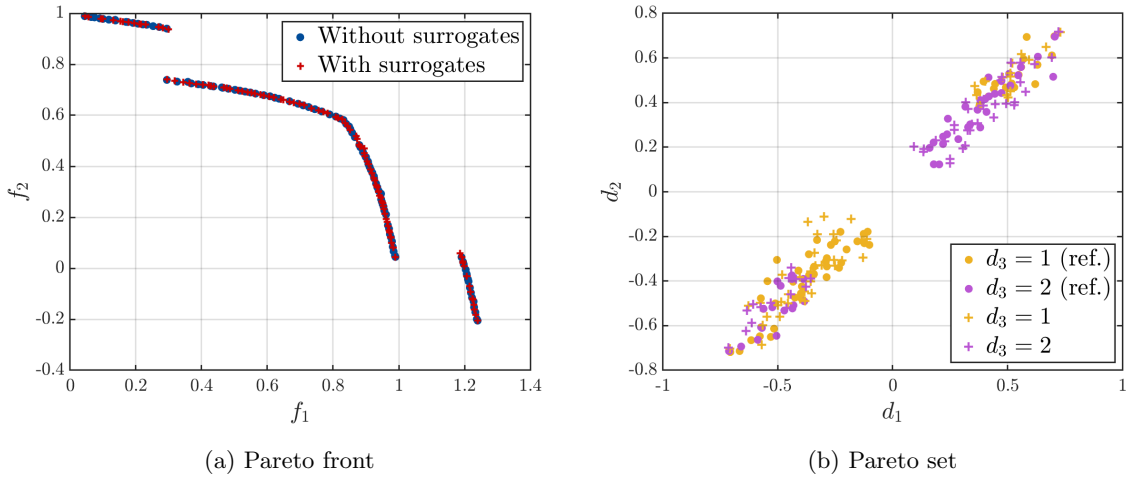 1
0.8
0.6
0.4
0.2
0
-0.2
-0.4
0 0.2 0.4 0.6 0.8 1 1.2 1.4
f₂
f₁
Without surrogates
With surrogates
(a) Pareto front
0.8
0.6
0.4
0.2
0
-0.2
-0.4
-0.6
-0.8
-1 -0.5 0 0.5 1
d₂
d₁
d₃ = 1 (ref.)
d₃ = 2 (ref.)
d₃ = 1
d₃ = 2
(b) Pareto set